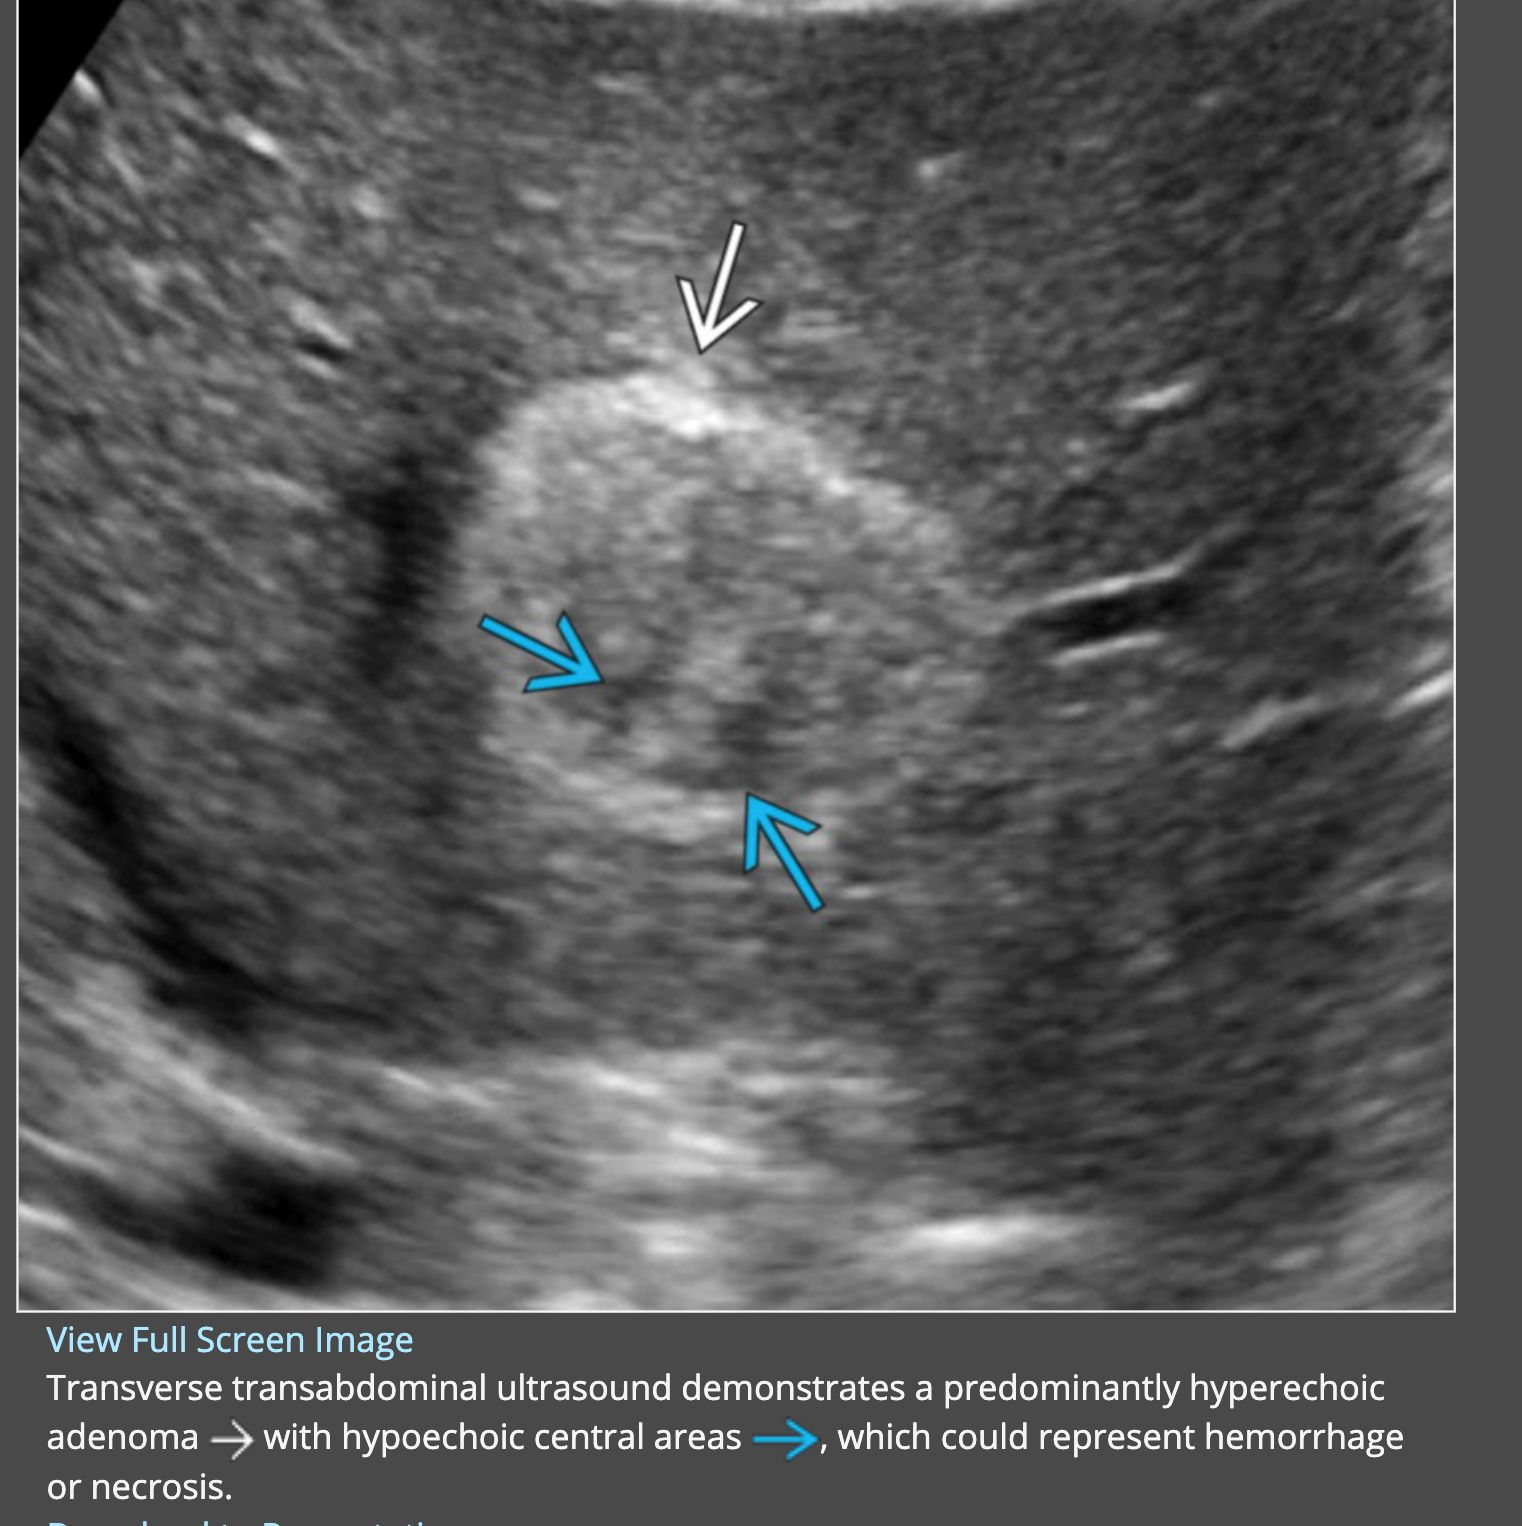 View Full Screen Image
Transverse transabdominal ultrasound demonstrates a predominantly hyperechoic
adenoma → with hypoechoic central areas →, which could represent hemorrhage
or necrosis.